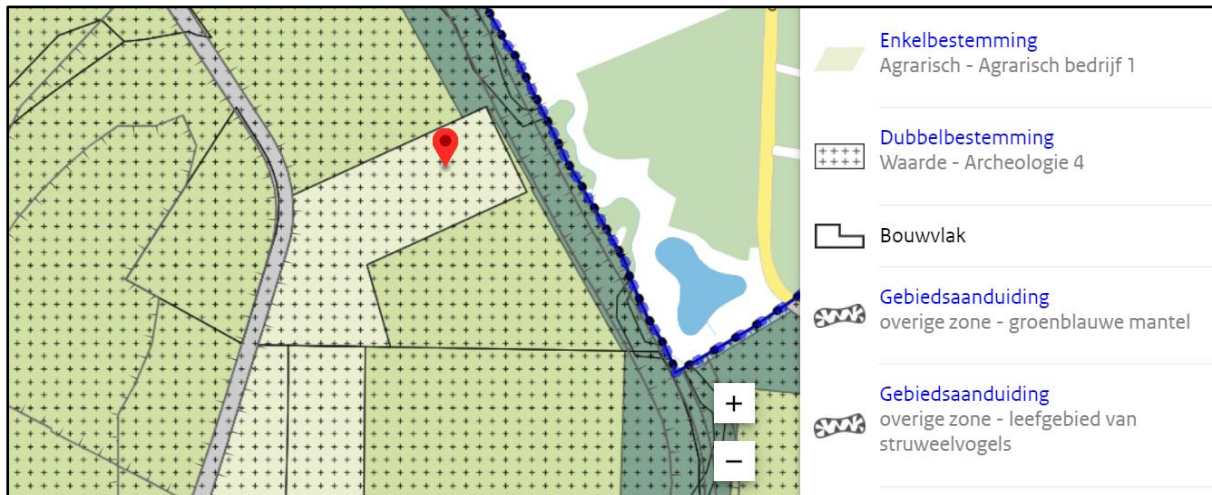 Enkelbestemming
Agrarisch - Agrarisch bedrijf 1
Dubbelbestemming
Waarde - Archeologie 4
Bouwvlak
Gebiedsaanduiding
overige zone - groenblauwe mantel
Gebiedsaanduiding
overige zone - leefgebied van
struweelvogels
+
−